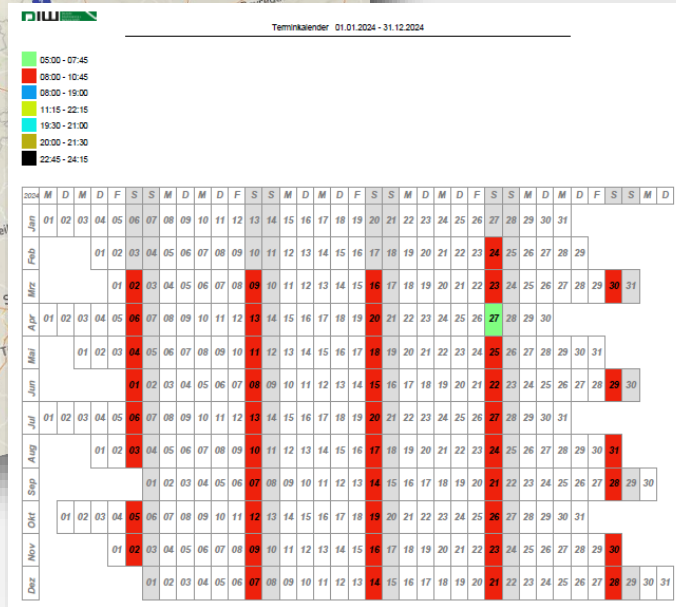 DIW
Terminkalender 01.01.2024 - 31.12.2024
05:00 - 07:45
08:00 - 10:45
08:00 - 19:00
11:15 - 22:15
19:30 - 21:00
20:00 - 21:30
22:45 - 24:15
2024 M D M D F S S M D M D F S S M D M D F S S M D M D F S S M D M D F S S M D
Jan 01 02 03 04 05 06 07 08 09 10 11 12 13 14 15 16 17 18 19 20 21 22 23 24 25 26 27 28 29 30 31
Feb 01 02 03 04 05 06 07 08 09 10 11 12 13 14 15 16 17 18 19 20 21 22 23 24 25 26 27 28 29
Mrz 01 02 03 04 05 06 07 08 09 10 11 12 13 14 15 16 17 18 19 20 21 22 23 24 25 26 27 28 29 30 31
Apr 01 02 03 04 05 06 07 08 09 10 11 12 13 14 15 16 17 18 19 20 21 22 23 24 25 26 27 28 29 30
Mai 01 02 03 04 05 06 07 08 09 10 11 12 13 14 15 16 17 18 19 20 21 22 23 24 25 26 27 28 29 30 31
Jun 01 02 03 04 05 06 07 08 09 10 11 12 13 14 15 16 17 18 19 20 21 22 23 24 25 26 27 28 29 30
Jul 01 02 03 04 05 06 07 08 09 10 11 12 13 14 15 16 17 18 19 20 21 22 23 24 25 26 27 28 29 30 31
Aug 01 02 03 04 05 06 07 08 09 10 11 12 13 14 15 16 17 18 19 20 21 22 23 24 25 26 27 28 29 30 31
Sep 01 02 03 04 05 06 07 08 09 10 11 12 13 14 15 16 17 18 19 20 21 22 23 24 25 26 27 28 29 30
Okt 01 02 03 04 05 06 07 08 09 10 11 12 13 14 15 16 17 18 19 20 21 22 23 24 25 26 27 28 29 30 31
Nov 01 02 03 04 05 06 07 08 09 10 11 12 13 14 15 16 17 18 19 20 21 22 23 24 25 26 27 28 29 30
Dez 01 02 03 04 05 06 07 08 09 10 11 12 13 14 15 16 17 18 19 20 21 22 23 24 25 26 27 28 29 30 31